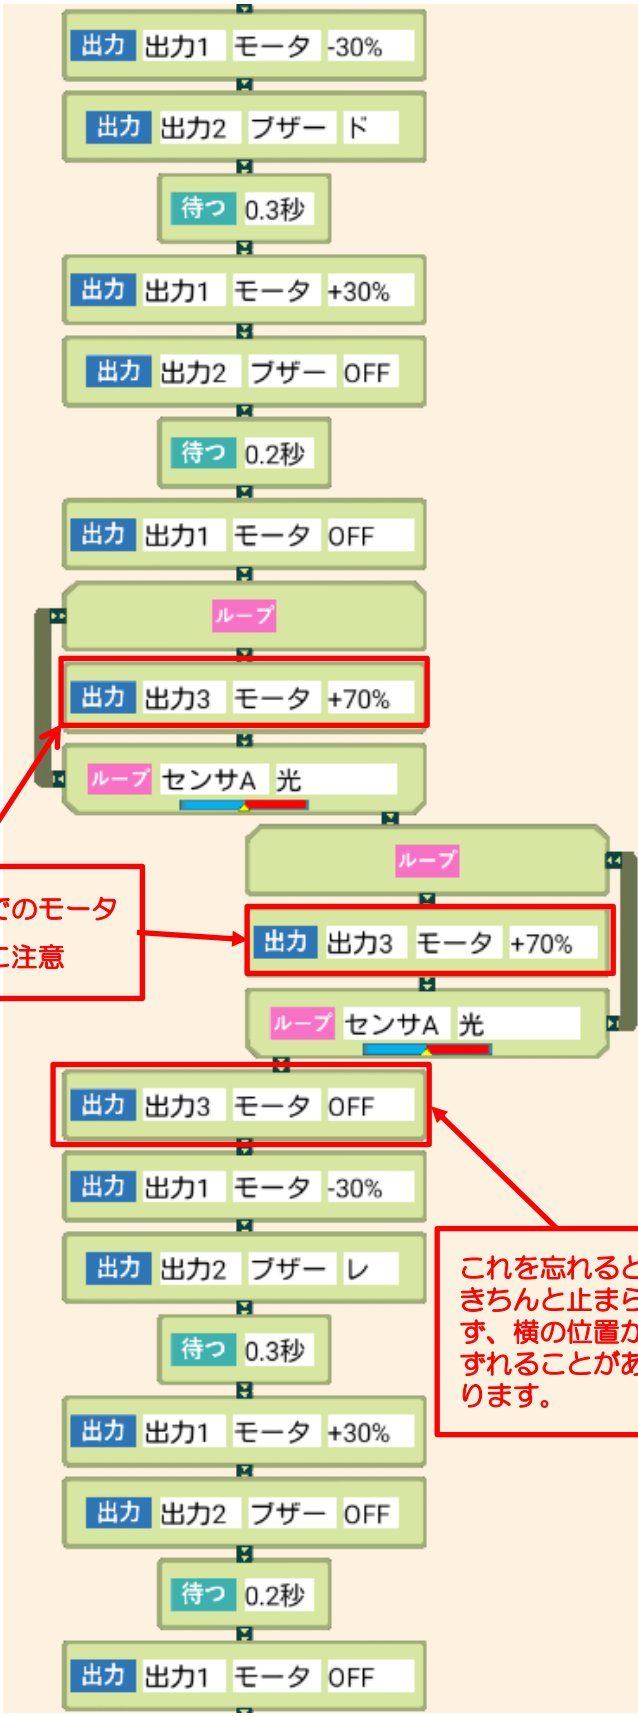 出力 出力1 モータ -30%
出力 出力2 ブザー ド
待つ 0.3秒
出力 出力1 モータ +30%
出力 出力2 ブザー OFF
待つ 0.2秒
出力 出力1 モータ OFF
ループ
出力 出力3 モータ +70%
ループ センサA 光
ループ
でのモータ
に注意
出力 出力3 モータ +70%
ループ センサA 光
出力 出力3 モータ OFF
出力 出力1 モータ -30%
出力 出力2 ブザー レ
これを忘れると
きちんと止まら
ず、横の位置が
ずれることがあ
ります。
待つ 0.3秒
出力 出力1 モータ +30%
出力 出力2 ブザー OFF
待つ 0.2秒
出力 出力1 モータ OFF